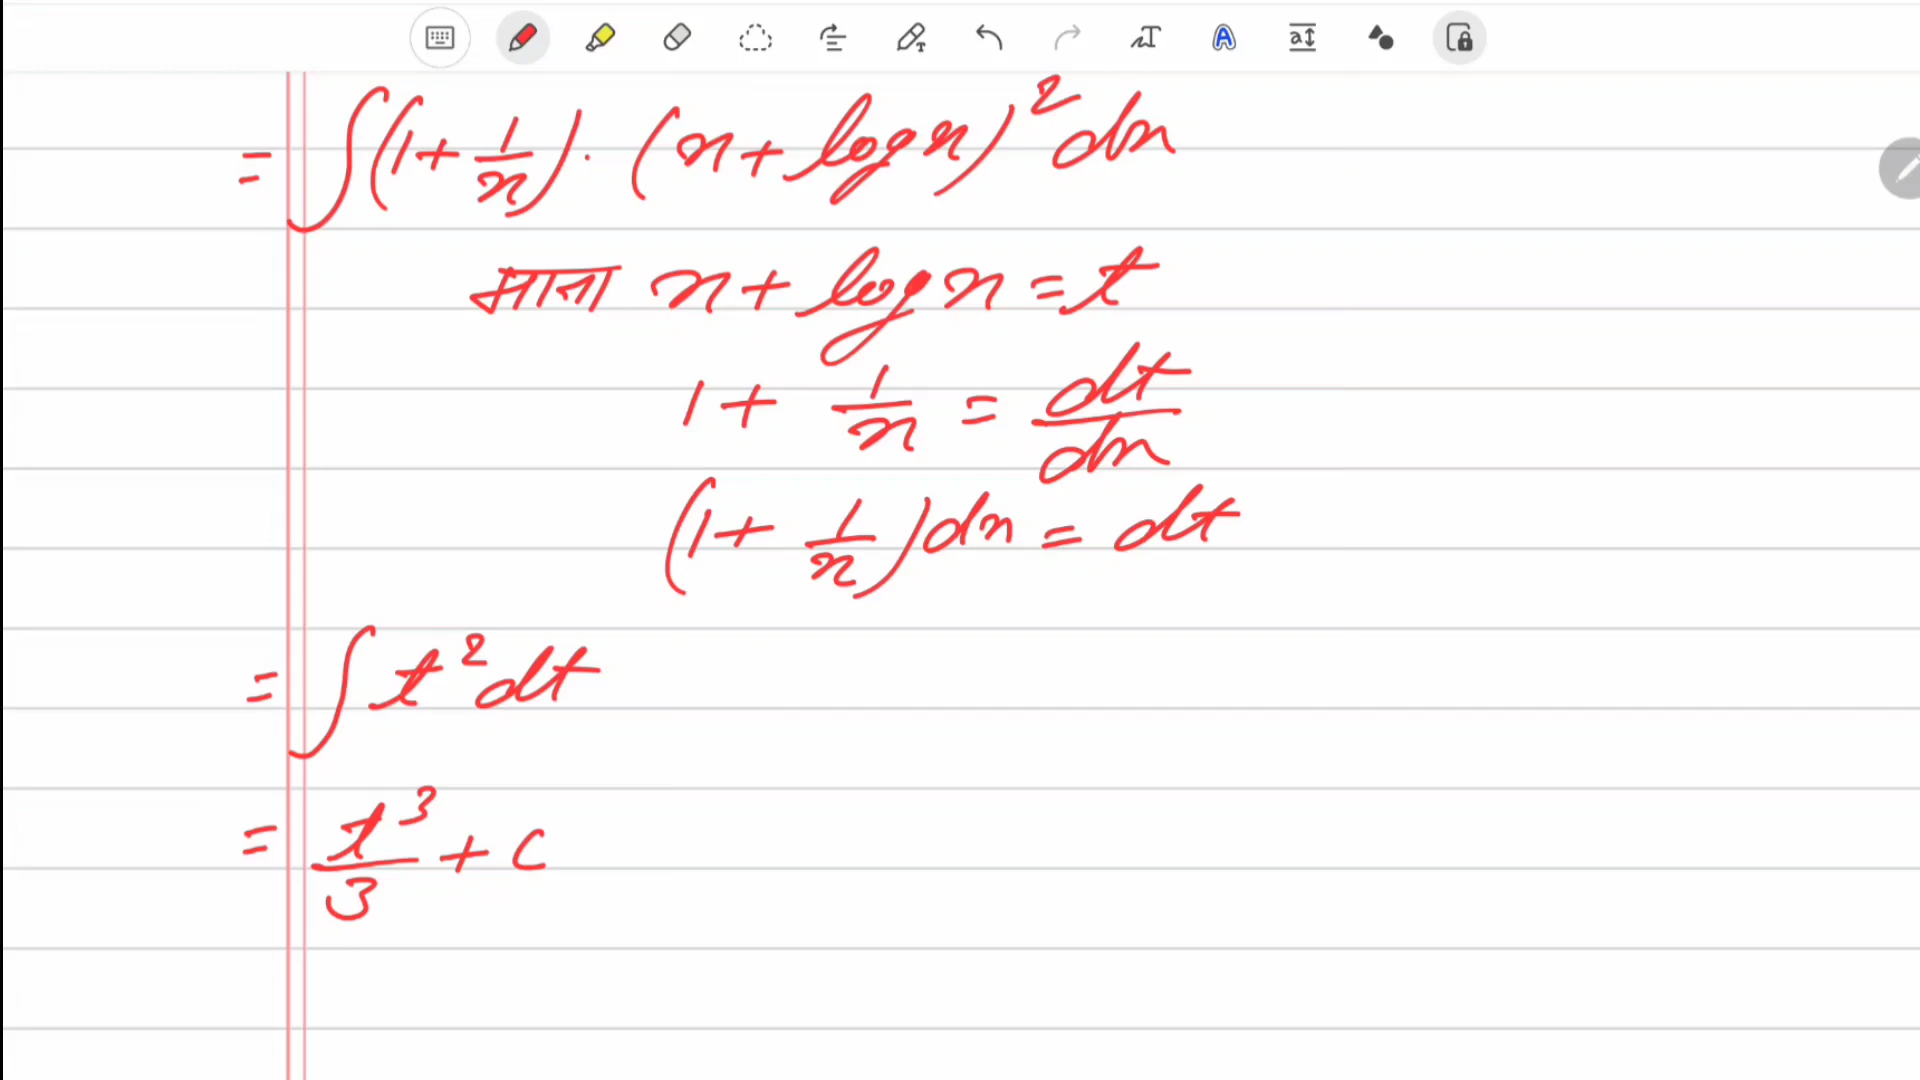 = ∫(1 + 1/x) · (x + log x)² dx
माना x + log x = t
1 + 1/x = dt/dx
(1 + 1/x) dx = dt
= ∫ t² dt
= t³/3 + c